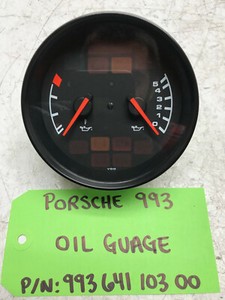 PORSCHE 993
OIL GUAGE
P/N: 993 641 103 00